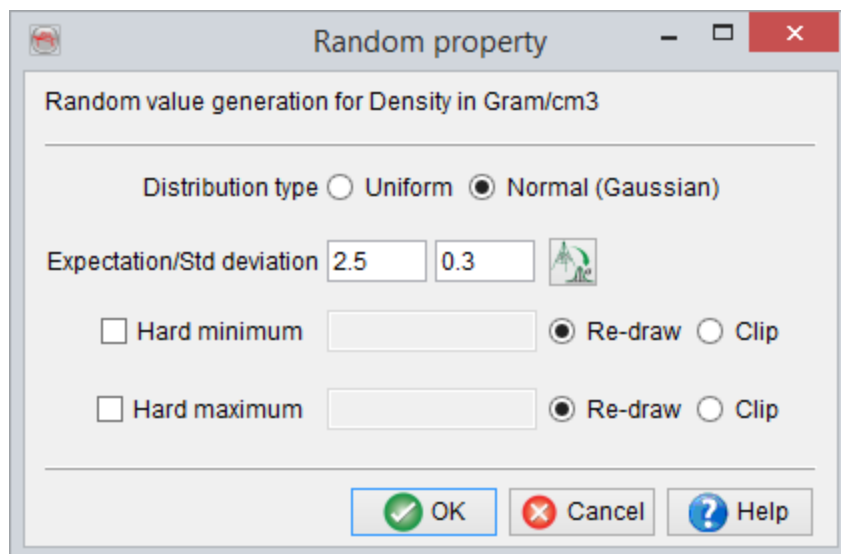 Random property
Random value generation for Density in Gram/cm3
Distribution type Uniform Normal (Gaussian)
Expectation/Std deviation 2.5 0.3
Hard minimum Re-draw Clip
Hard maximum Re-draw Clip
OK Cancel Help